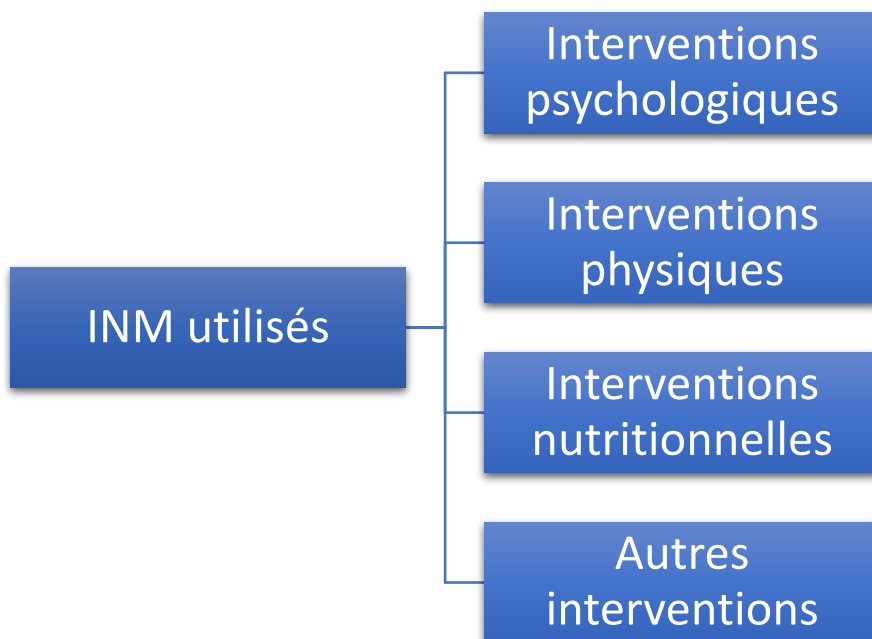 INM utilisés
Interventions
psychologiques
Interventions
physiques
Interventions
nutritionnelles
Autres
interventions